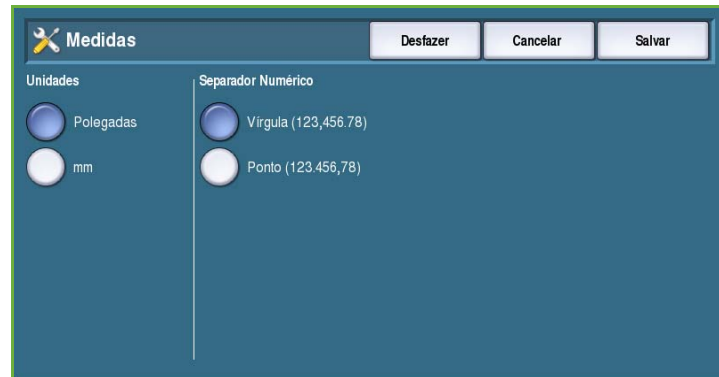 Medidas
Desfazer
Cancelar
Salvar
Unidades
Separador Numérico
Polegadas
Vírgula (123,456.78)
mm
Ponto (123.456,78)